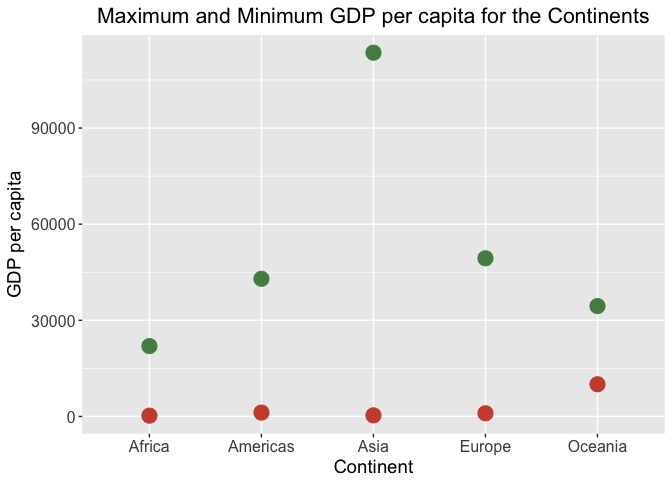 Maximum and Minimum GDP per capita for the Continents
GDP per capita
90000
60000
30000
0
Africa Americas Asia Europe Oceania
Continent